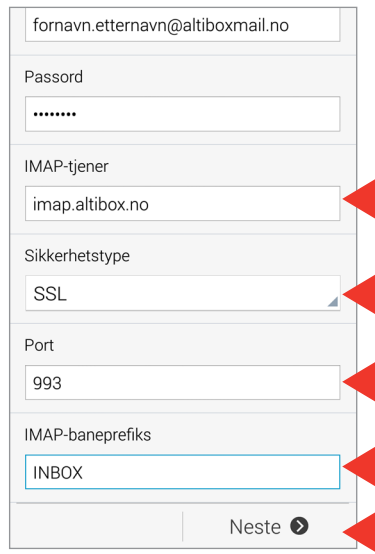 fornavn.etternavn@altiboxmail.no
Passord
••••••••
IMAP-tjener
imap.altibox.no
Sikkerhetstype
SSL
Port
993
IMAP-baneprefiks
INBOX
Neste